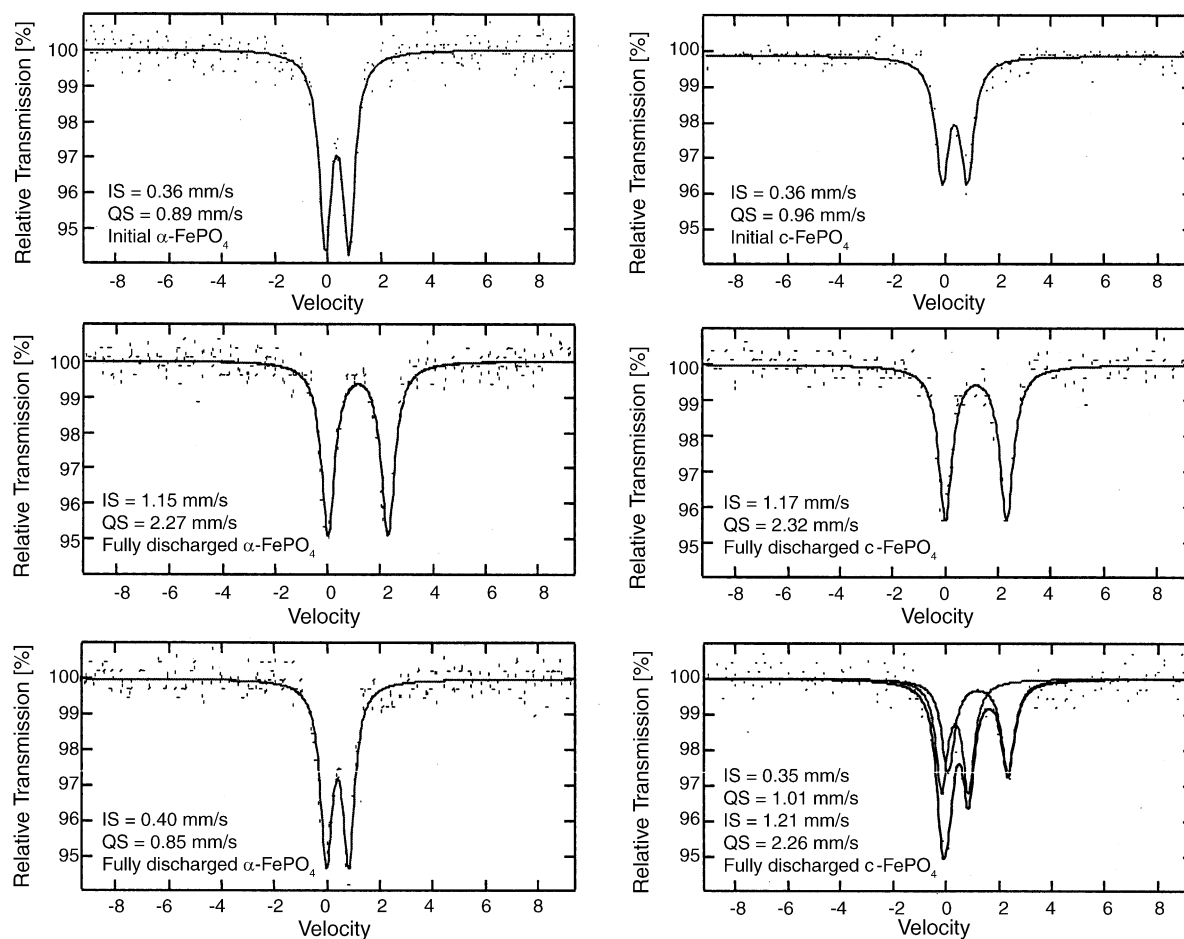 Relative Transmission [%]
100
99
98
97
96
95
IS = 0.36 mm/s
QS = 0.89 mm/s
Initial α-FePO4
-8 -6 -4 -2 0 2 4 6 8
Velocity
Relative Transmission [%]
100
99
98
97
96
95
IS = 0.36 mm/s
QS = 0.96 mm/s
Initial c-FePO4
-8 -6 -4 -2 0 2 4 6 8
Velocity
Relative Transmission [%]
100
99
98
97
96
95
IS = 1.15 mm/s
QS = 2.27 mm/s
Fully discharged α-FePO4
-8 -6 -4 -2 0 2 4 6 8
Velocity
Relative Transmission [%]
100
99
98
97
96
95
IS = 1.17 mm/s
QS = 2.32 mm/s
Fully discharged c-FePO4
-8 -6 -4 -2 0 2 4 6 8
Velocity
Relative Transmission [%]
100
99
98
97
96
95
IS = 0.40 mm/s
QS = 0.85 mm/s
Fully discharged α-FePO4
-8 -6 -4 -2 0 2 4 6 8
Velocity
Relative Transmission [%]
100
99
98
97
96
95
IS = 0.35 mm/s
QS = 1.01 mm/s
IS = 1.21 mm/s
QS = 2.26 mm/s
Fully discharged c-FePO4
-8 -6 -4 -2 0 2 4 6 8
Velocity